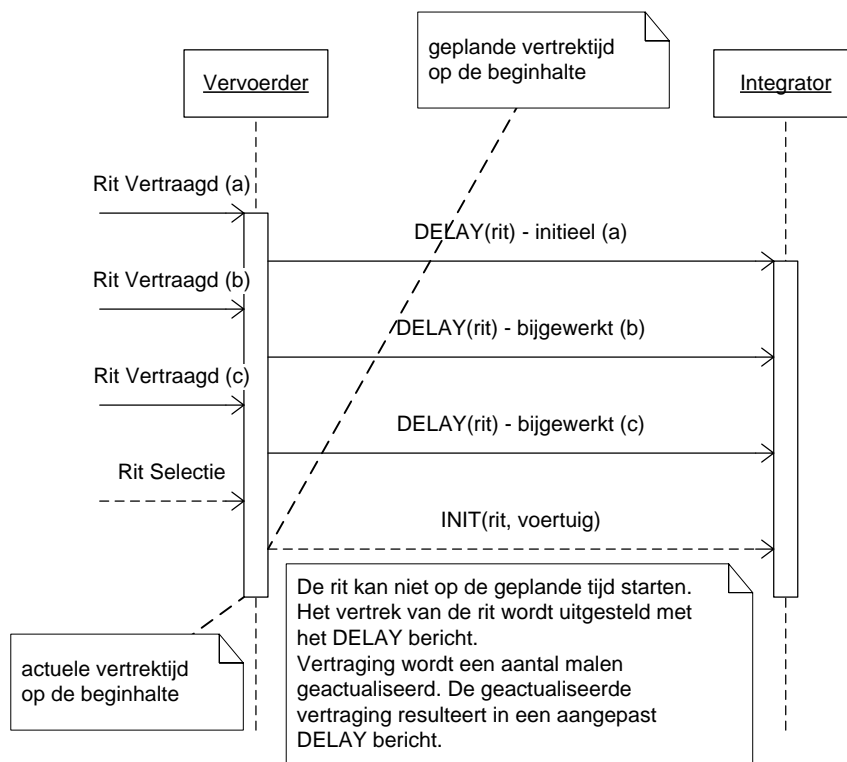 geplande vertrektijd
op de beginhalte
Vervoerder
Integrator
Rit Vertraagd (a)
DELAY(rit) - initieel (a)
Rit Vertraagd (b)
DELAY(rit) - bijgewerkt (b)
Rit Vertraagd (c)
DELAY(rit) - bijgewerkt (c)
Rit Selectie
INIT(rit, voertuig)
De rit kan niet op de geplande tijd starten.
Het vertrek van de rit wordt uitgesteld met
het DELAY bericht.
Vertraging wordt een aantal malen
geactualiseerd. De geactualiseerde
vertraging resulteert in een aangepast
DELAY bericht.
actuele vertrektijd
op de beginhalte